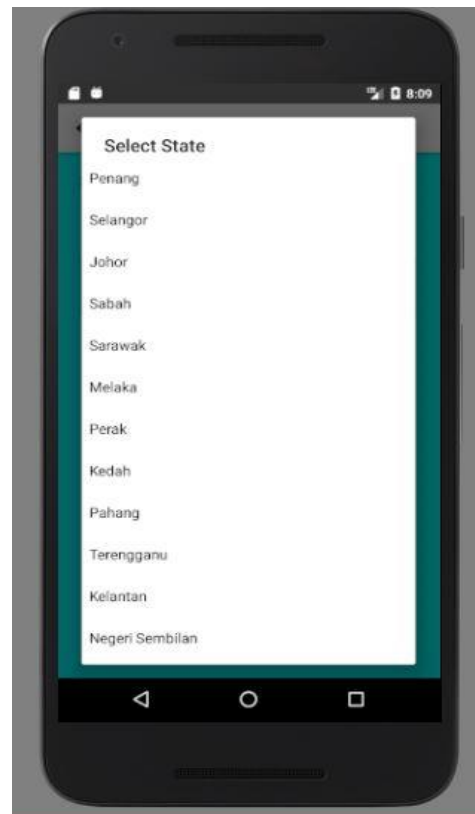 8:09
Select State
Penang
Selangor
Johor
Sabah
Sarawak
Melaka
Perak
Kedah
Pahang
Terengganu
Kelantan
Negeri Sembilan